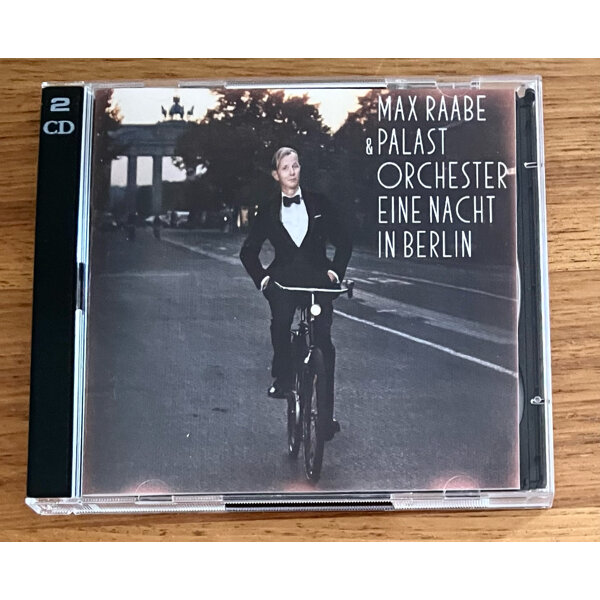 2
CD
MAX RAABE
& PALAST
ORCHESTER
EINE NACHT
IN BERLIN